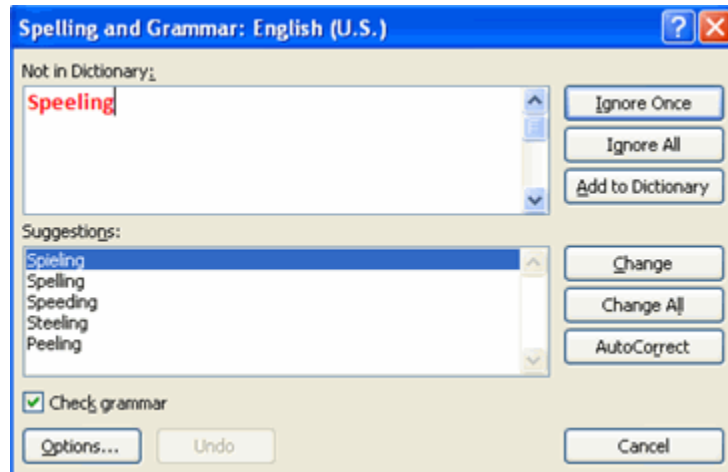 Spelling and Grammar: English (U.S.)
Not in Dictionary:
Speeling
Ignore Once
Ignore All
Add to Dictionary
Suggestions:
Spieling
Spelling
Speeding
Steeling
Peeling
Change
Change All
AutoCorrect
Check grammar
Options...
Undo
Cancel